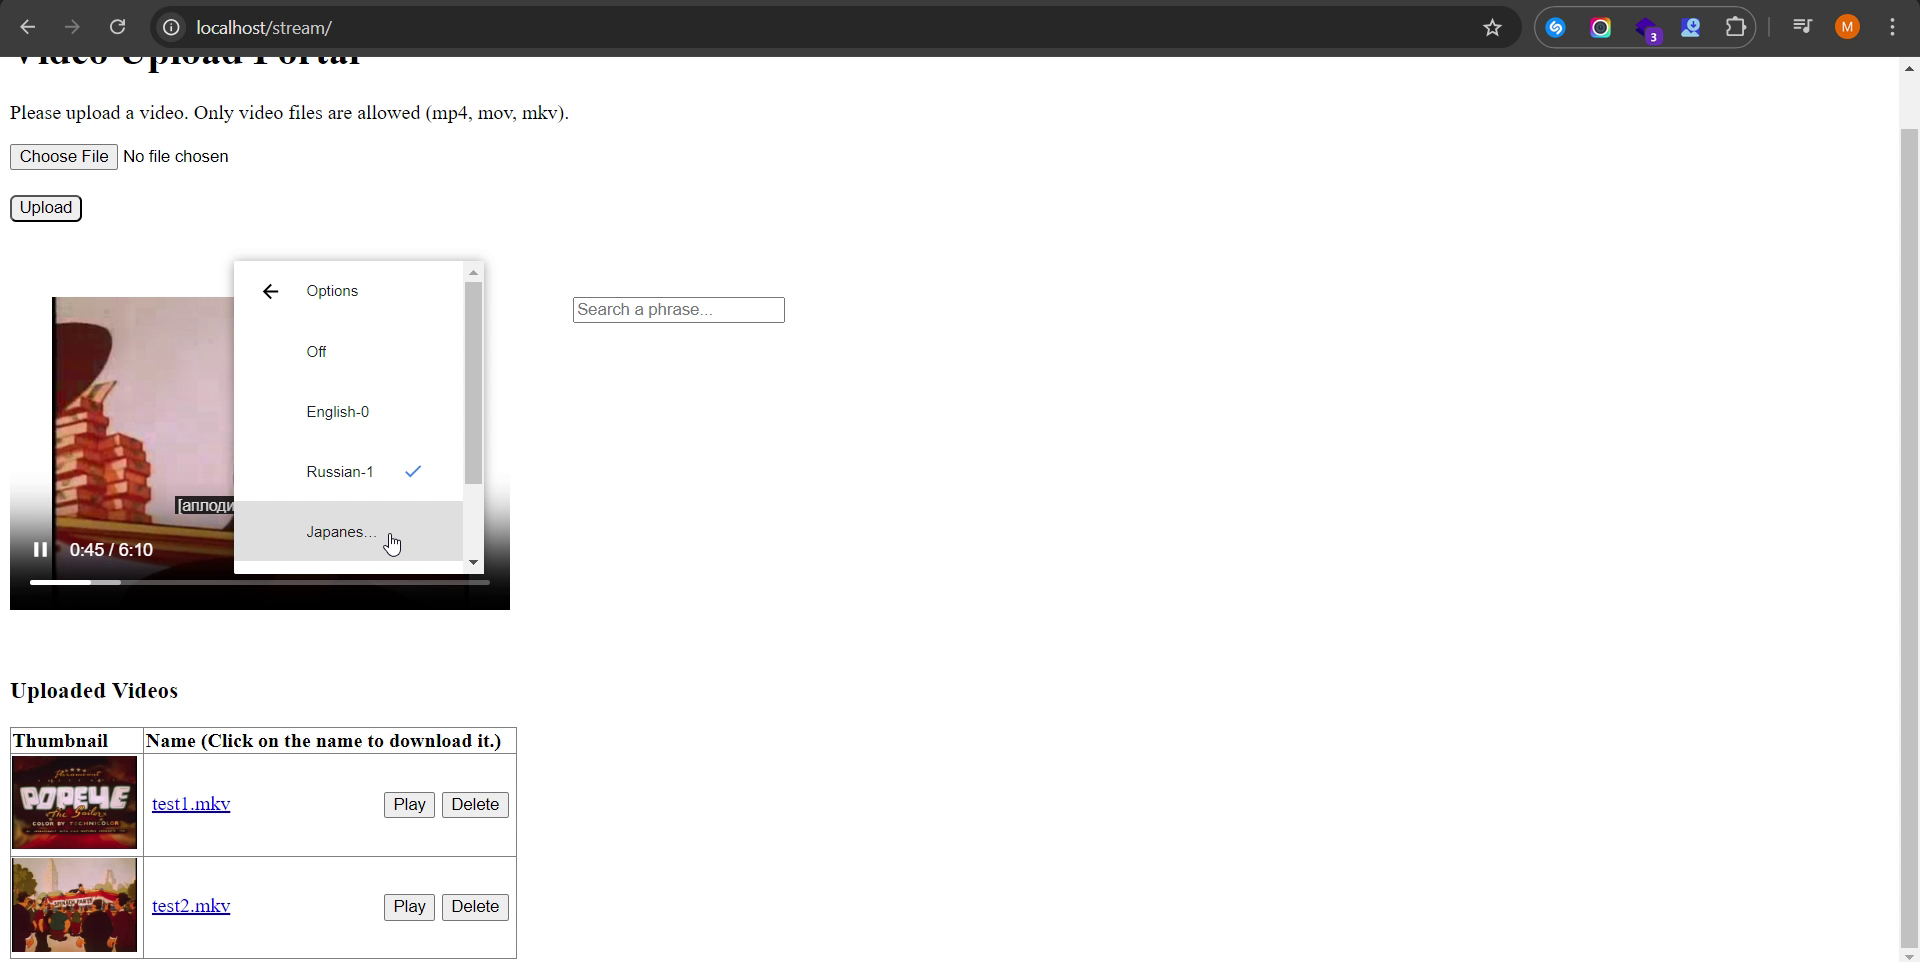 localhost/stream/
3
M
Video Upload Portal
Please upload a video. Only video files are allowed (mp4, mov, mkv).
Choose File No file chosen
Upload
Options
Off
English-0
Russian-1
Japanes...
Search a phrase...
[аплоди
0:45 / 6:10
Uploaded Videos
Thumbnail Name (Click on the name to download it.)
Paramount
POPEYE
The Sailor
COLOR BY TECHNICOLOR
test1.mkv Play Delete
test2.mkv Play Delete